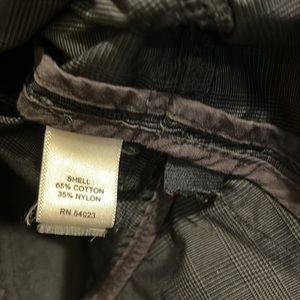 SHELL:
65% COTTON
35% NYLON
RN 54023